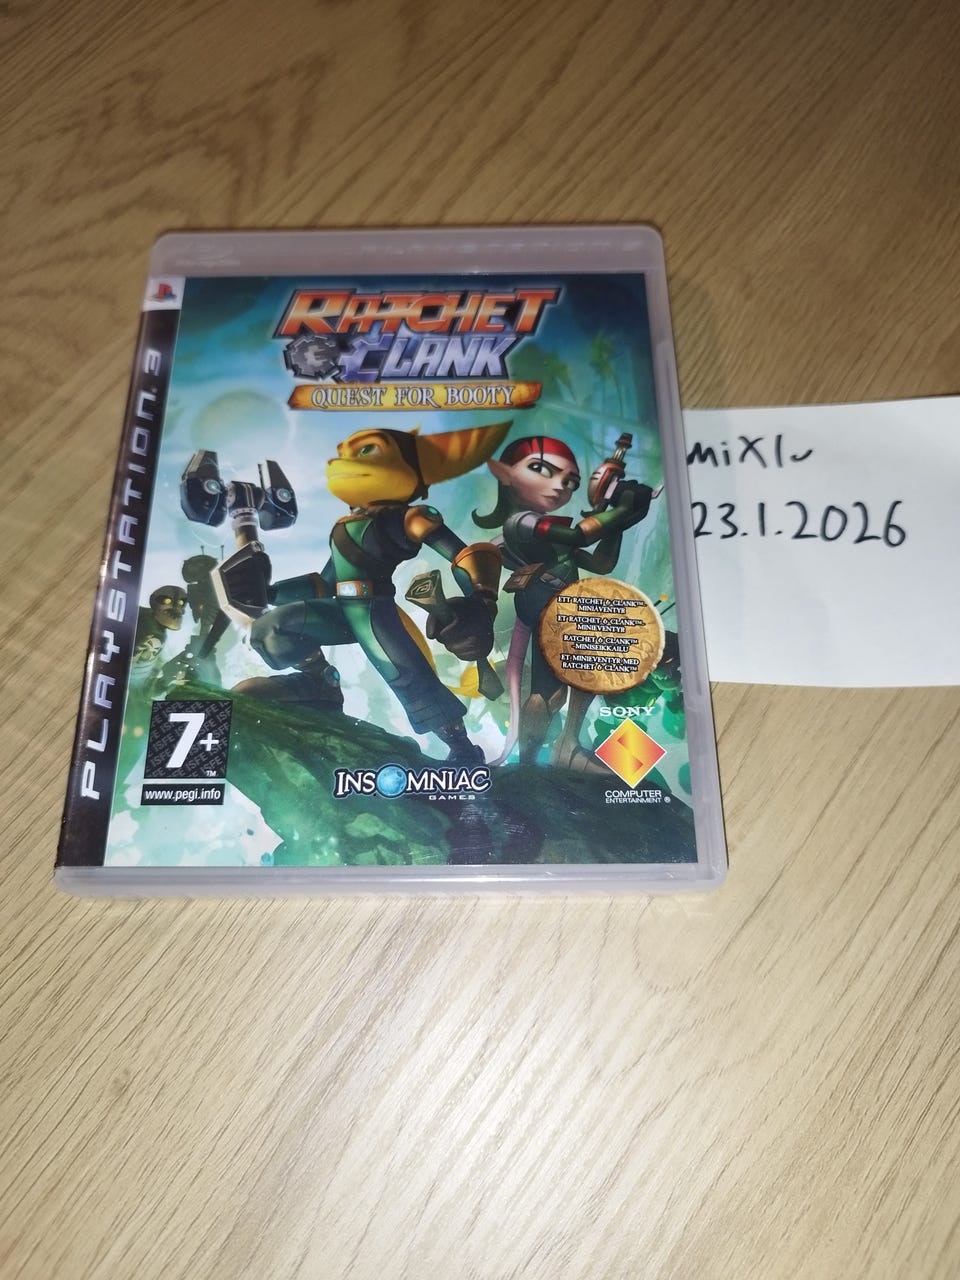 PLAYSTATION 3
RATCHET
& CLANK
QUEST FOR BOOTY
MiXlu
23.1.2026
ETT RATCHET & CLANK™-
MINIÄVENTYR
ET RATCHET & CLANK™-
MINIEVENTYR
RATCHET & CLANK™
-MINISEIKKAILU
ET MINIEVENTYR MED
RATCHET & CLANK™
7+
™
www.pegi.info
INSOMNIAC
GAMES
SONY
COMPUTER
ENTERTAINMENT ®